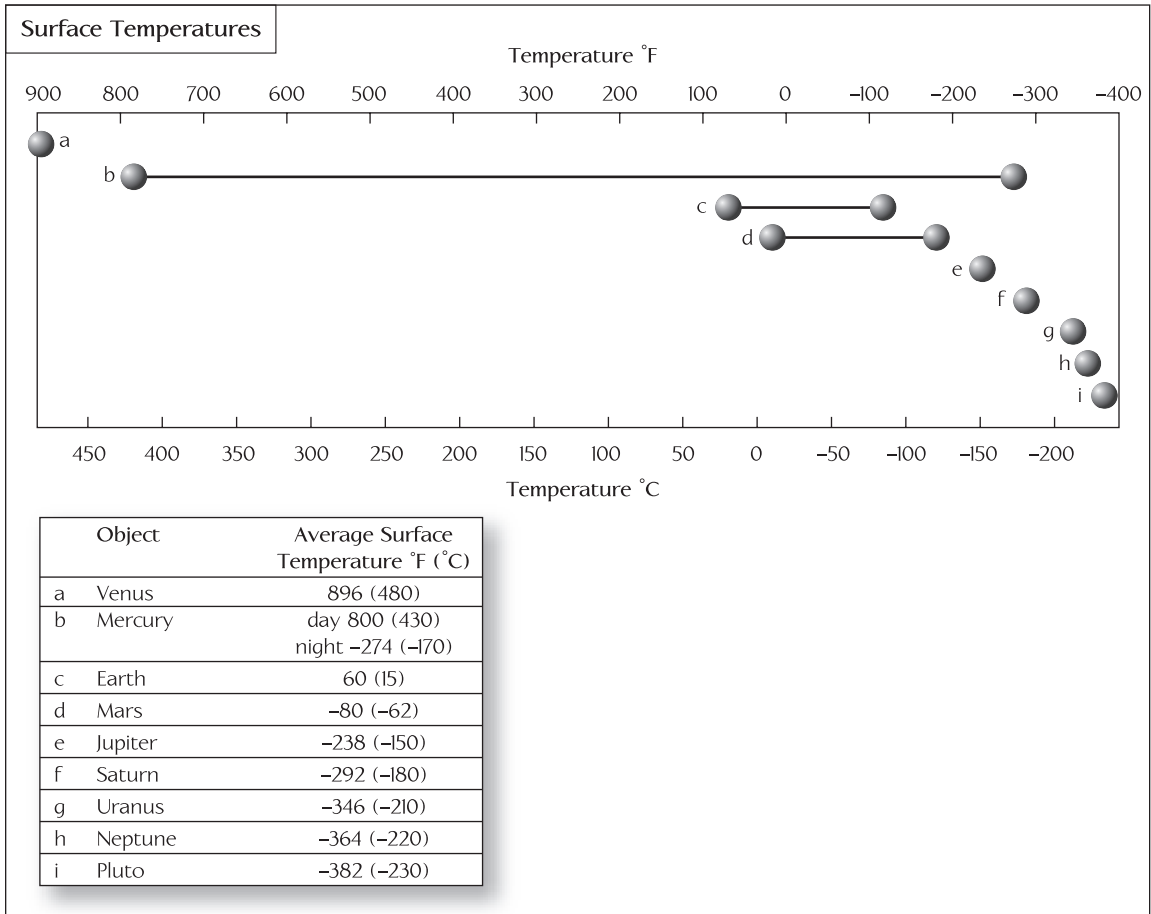 Surface Temperatures
Temperature °F
900 800 700 600 500 400 300 200 100 0 –100 –200 –300 –400
a
b
c
d
e
f
g
h
i
450 400 350 300 250 200 150 100 50 0 –50 –100 –150 –200
Temperature °C
Object Average Surface
Temperature °F (°C)
a Venus 896 (480)
b Mercury day 800 (430)
night –274 (–170)
c Earth 60 (15)
d Mars –80 (–62)
e Jupiter –238 (–150)
f Saturn –292 (–180)
g Uranus –346 (–210)
h Neptune –364 (–220)
i Pluto –382 (–230)